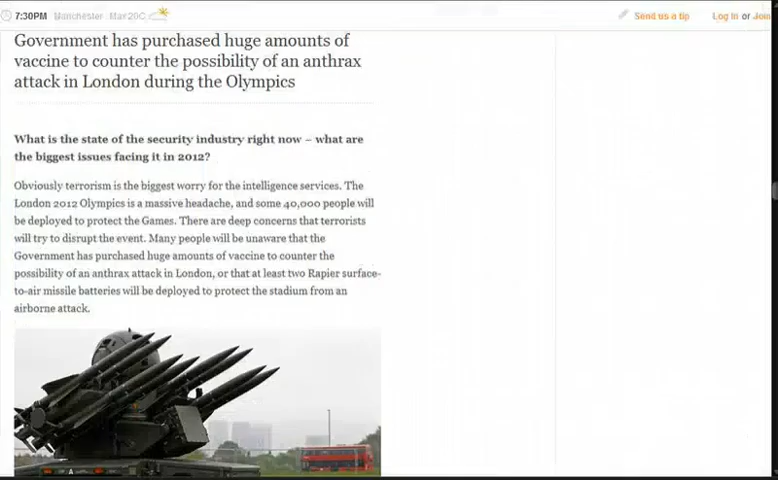 7:30PM Manchester Mar 20C
Send us a tip Log In or Join
Government has purchased huge amounts of
vaccine to counter the possibility of an anthrax
attack in London during the Olympics
What is the state of the security industry right now – what are
the biggest issues facing it in 2012?
Obviously terrorism is the biggest worry for the intelligence services. The
London 2012 Olympics is a massive headache, and some 40,000 people will
be deployed to protect the Games. There are deep concerns that terrorists
will try to disrupt the event. Many people will be unaware that the
Government has purchased huge amounts of vaccine to counter the
possibility of an anthrax attack in London, or that at least two Rapier surface-
to-air missile batteries will be deployed to protect the stadium from an
airborne attack.